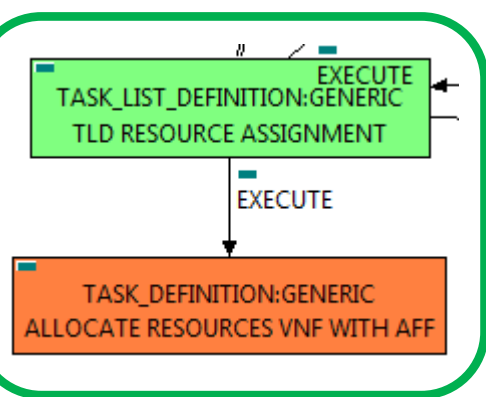 EXECUTE
TASK_LIST_DEFINITION:GENERIC
TLD RESOURCE ASSIGNMENT
EXECUTE
TASK_DEFINITION:GENERIC
ALLOCATE RESOURCES VNF WITH AFF